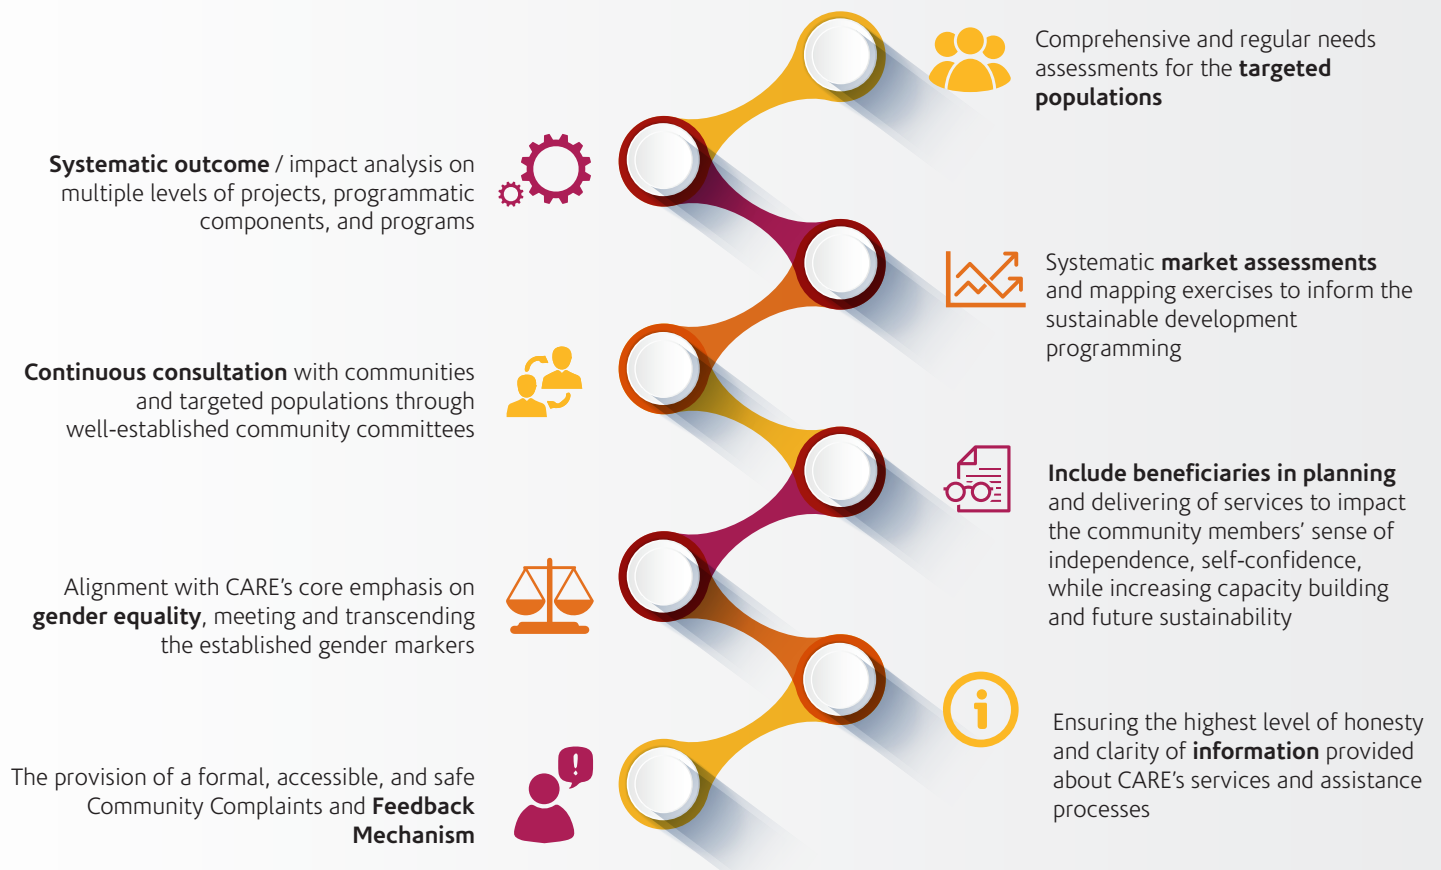 Comprehensive and regular needs
assessments for the targeted
populations
Systematic outcome / impact analysis on
multiple levels of projects, programmatic
components, and programs
Systematic market assessments
and mapping exercises to inform the
sustainable development
programming
Continuous consultation with communities
and targeted populations through
well-established community committees
Include beneficiaries in planning
and delivering of services to impact
the community members’ sense of
independence, self-confidence,
while increasing capacity building
and future sustainability
Alignment with CARE’s core emphasis on
gender equality, meeting and transcending
the established gender markers
Ensuring the highest level of honesty
and clarity of information provided
about CARE’s services and assistance
processes
The provision of a formal, accessible, and safe
Community Complaints and Feedback
Mechanism